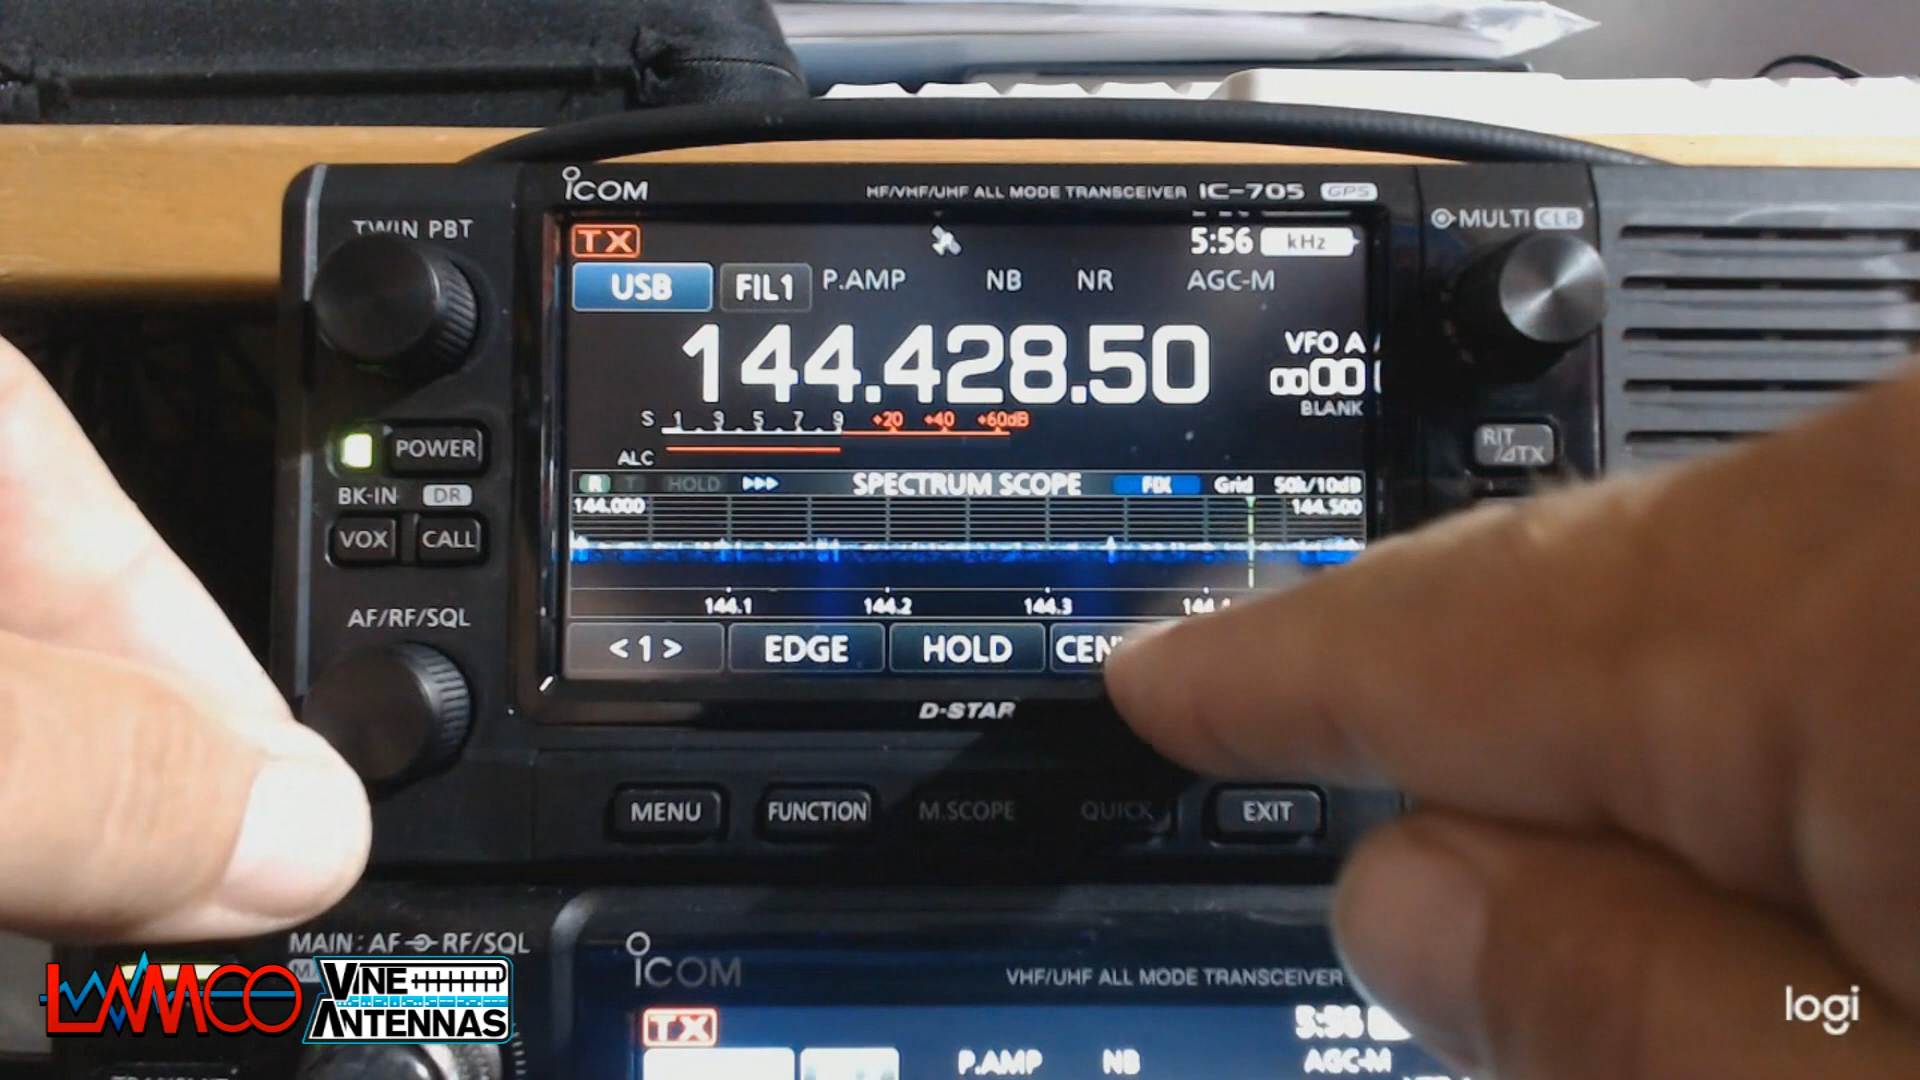 ICOM
HF/VHF/UHF ALL MODE TRANSCEIVER IC-705 GPS
TWIN PBT
MULTI CLR
TX
5:56 kHz
USB FIL1 P.AMP NB NR AGC-M
144.428.50
VFO A
00
BLANK
S 1 3 5 7 9 +20 +40 +60dB
ALC
POWER
RIT
/⊿TX
R T HOLD SPECTRUM SCOPE FIX Grid 50k/10dB
144.000 144.500
BK-IN DR
VOX CALL
144.1 144.2 144.3
AF/RF/SQL
<1> EDGE HOLD
D-STAR
MENU FUNCTION M.SCOPE QUICK EXIT
MAIN: AF RF/SQL
LAMCO
VINE
ANTENNAS
ICOM
VHF/UHF ALL MODE TRANSCEIVER
TX
P.AMP NB AGC-M
logi